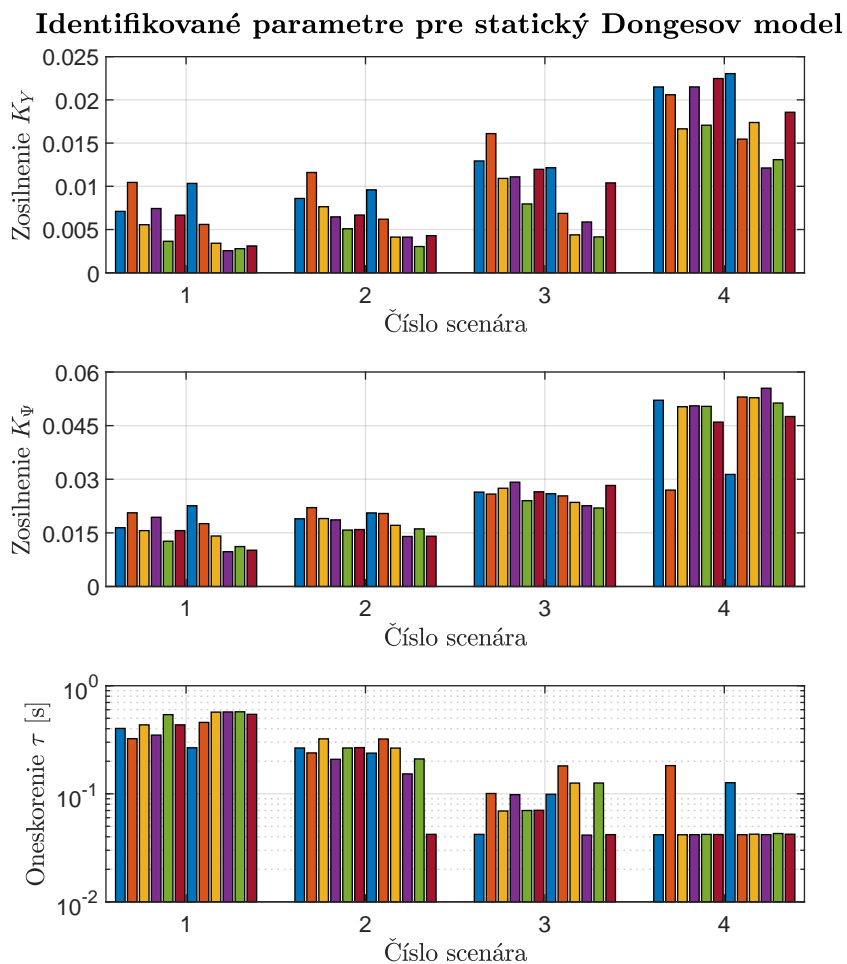 Identifikované parametre pre statický Dongesov model
Zosilnenie K_Y
0.025
0.02
0.015
0.01
0.005
0
1 2 3 4
Číslo scenára
Zosilnenie K_Ψ
0.06
0.045
0.03
0.015
0
1 2 3 4
Číslo scenára
Oneskorenie τ [s]
10^0
10^-1
10^-2
1 2 3 4
Číslo scenára